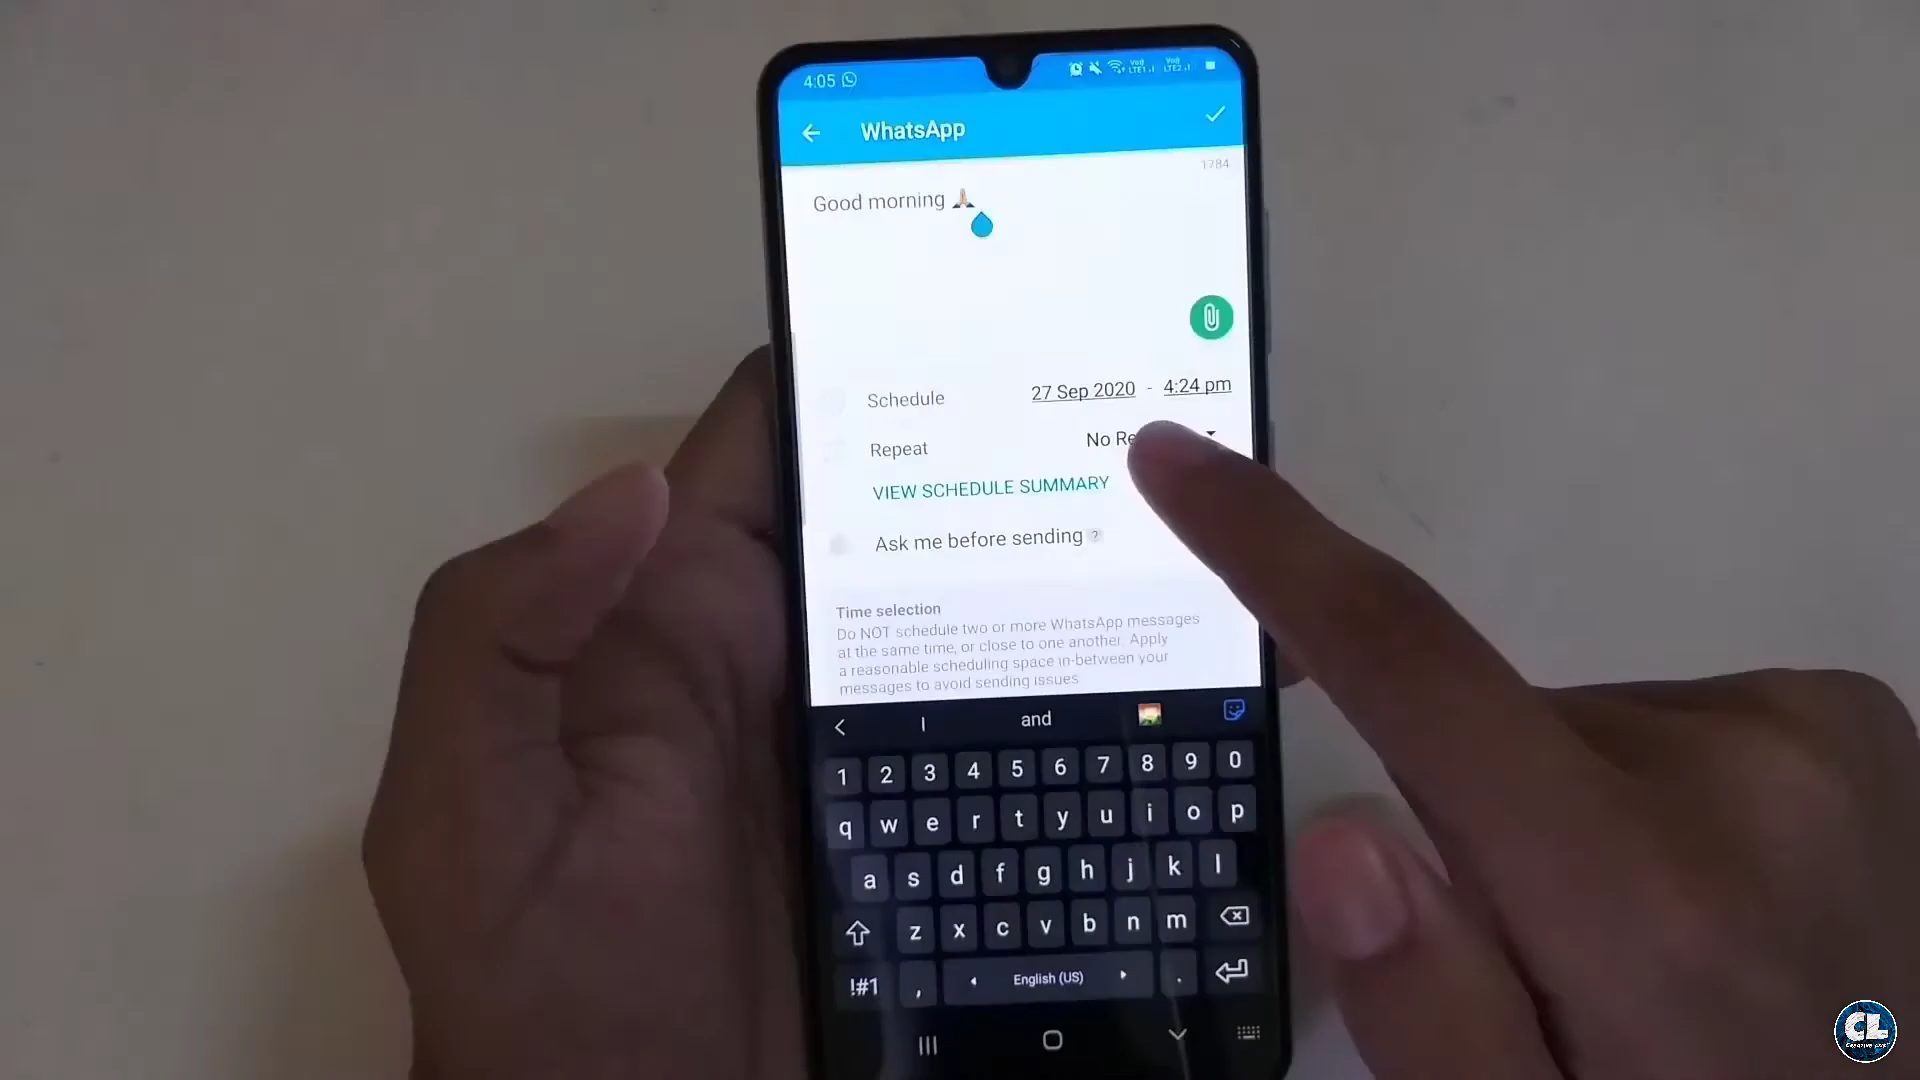 4:05
WhatsApp
1784
Good morning 🙏🏼
Schedule 27 Sep 2020 - 4:24 pm
Repeat No Re
VIEW SCHEDULE SUMMARY
Ask me before sending ?
Time selection
Do NOT schedule two or more WhatsApp messages
at the same time, or close to one another. Apply
a reasonable scheduling space in-between your
messages to avoid sending issues
I and
1 2 3 4 5 6 7 8 9 0
q w e r t y u i o p
a s d f g h j k l
z x c v b n m
!#1 , English (US) .
CL